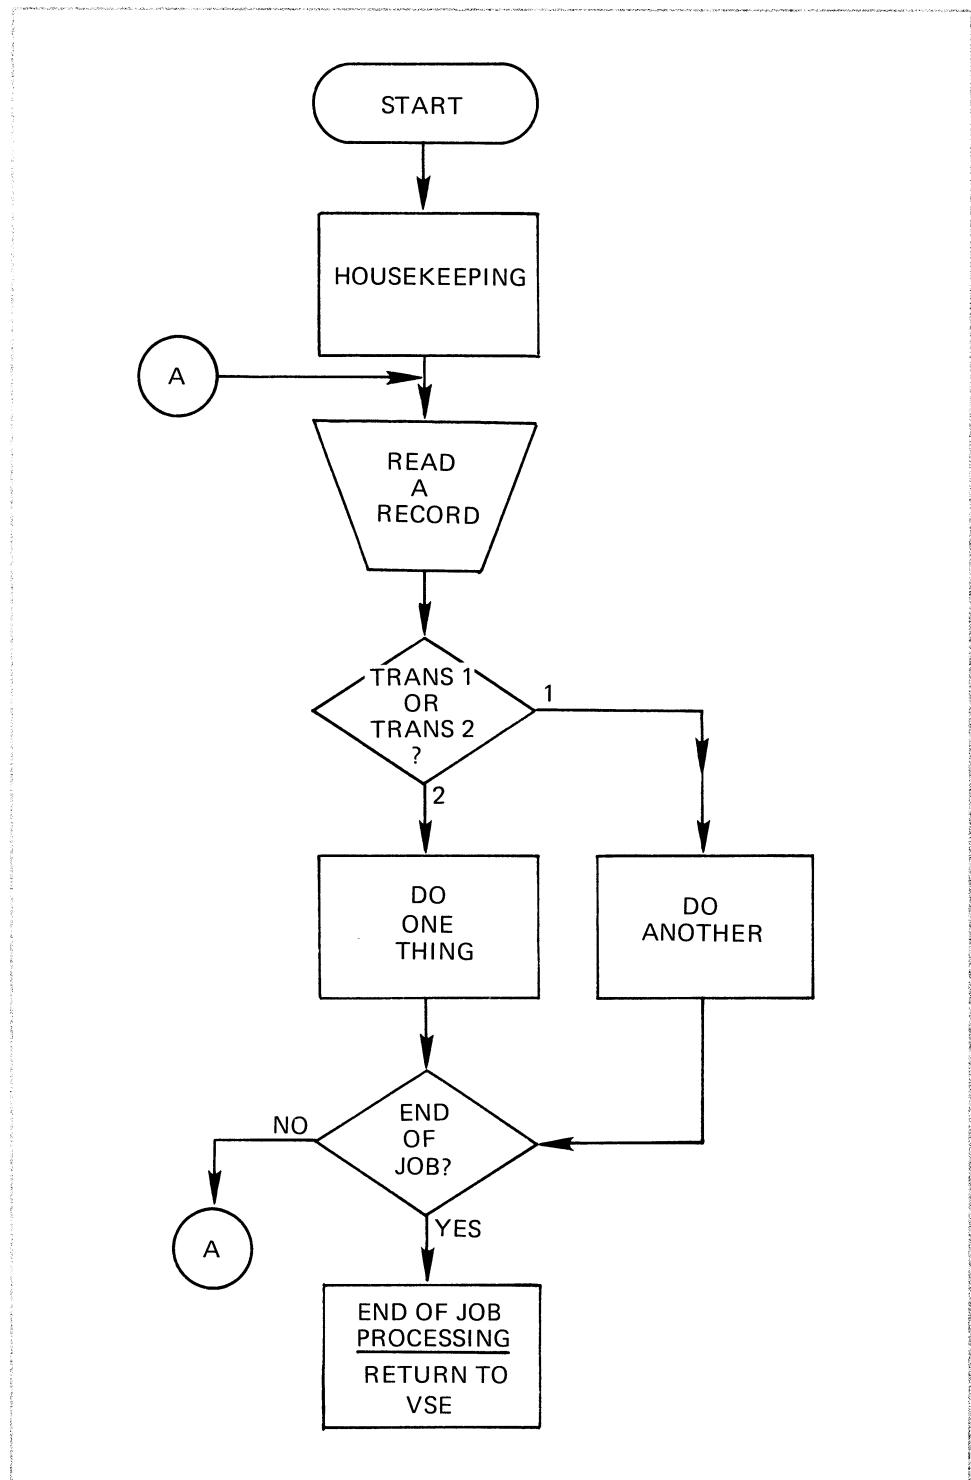 START
HOUSEKEEPING
A
READ
A
RECORD
TRANS 1
OR
TRANS 2
?
1
2
DO
ONE
THING
DO
ANOTHER
END
OF
JOB?
NO
A
YES
END OF JOB
PROCESSING
RETURN TO
VSE